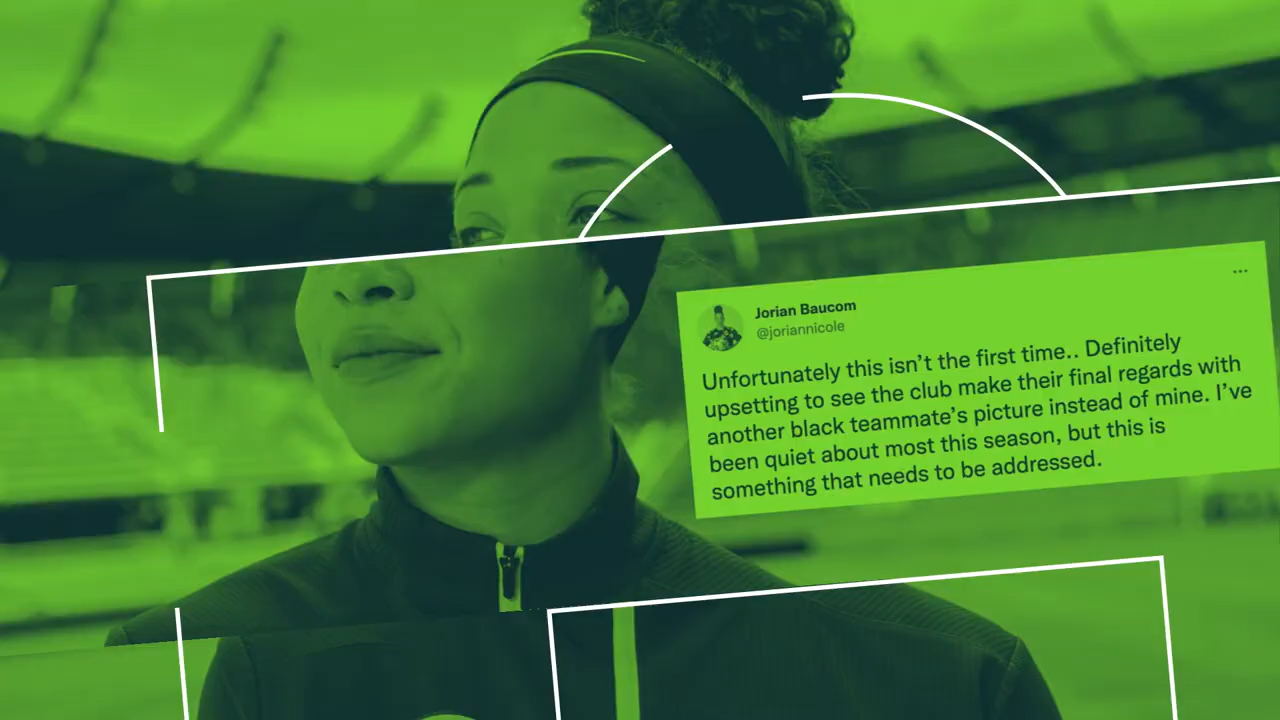 Jorian Baucom
@joriannicole
Unfortunately this isn’t the first time.. Definitely
upsetting to see the club make their final regards with
another black teammate’s picture instead of mine. I’ve
been quiet about most this season, but this is
something that needs to be addressed.